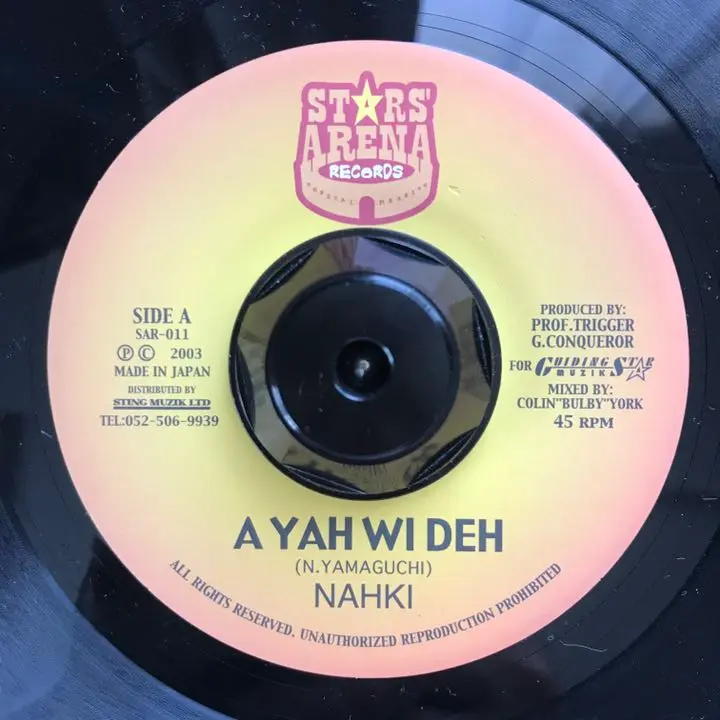 STARS'
ARENA
RECORDS
SIDE A
SAR-011
Ⓟ © 2003
MADE IN JAPAN
DISTRIBUTED BY
STING MUZIK LTD
TEL:052-506-9939
PRODUCED BY:
PROF.TRIGGER
G.CONQUEROR
FOR GUIDING STAR
MUZIK
MIXED BY:
COLIN"BULBY"YORK
45 RPM
A YAH WI DEH
(N.YAMAGUCHI)
NAHKI
ALL RIGHTS RESERVED. UNAUTHORIZED REPRODUCTION PROHIBITED